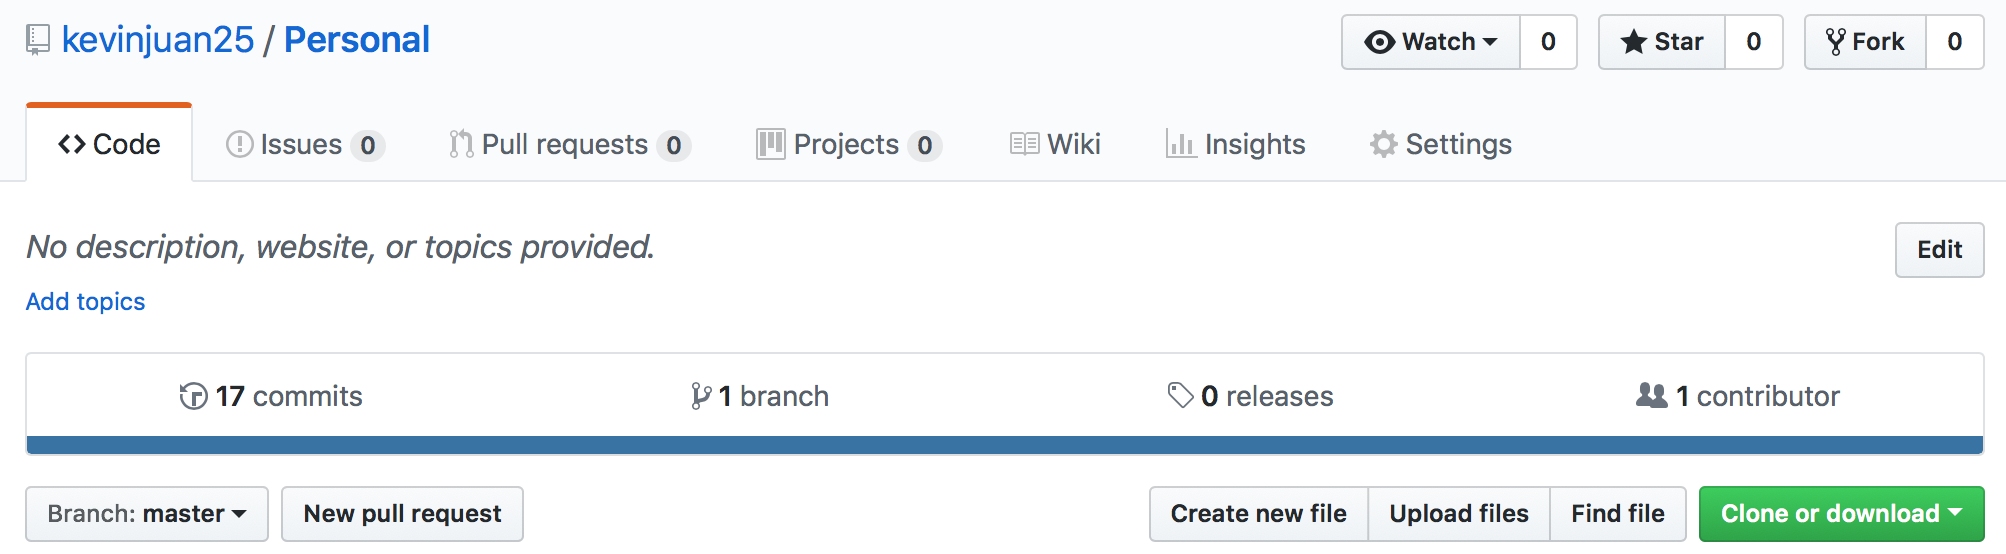 kevinjuan25 / Personal
Watch 0 Star 0 Fork 0
Code Issues 0 Pull requests 0 Projects 0 Wiki Insights Settings
No description, website, or topics provided.
Edit
Add topics
17 commits 1 branch 0 releases 1 contributor
Branch: master New pull request Create new file Upload files Find file Clone or download